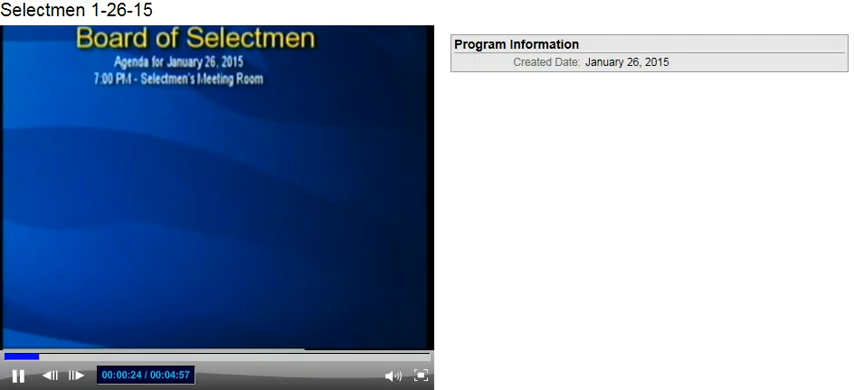 Selectmen 1-26-15
Board of Selectmen
Agenda for January 26, 2015
7:00 PM - Selectmen's Meeting Room
Program Information
Created Date: January 26, 2015
00:00:24 / 00:04:57